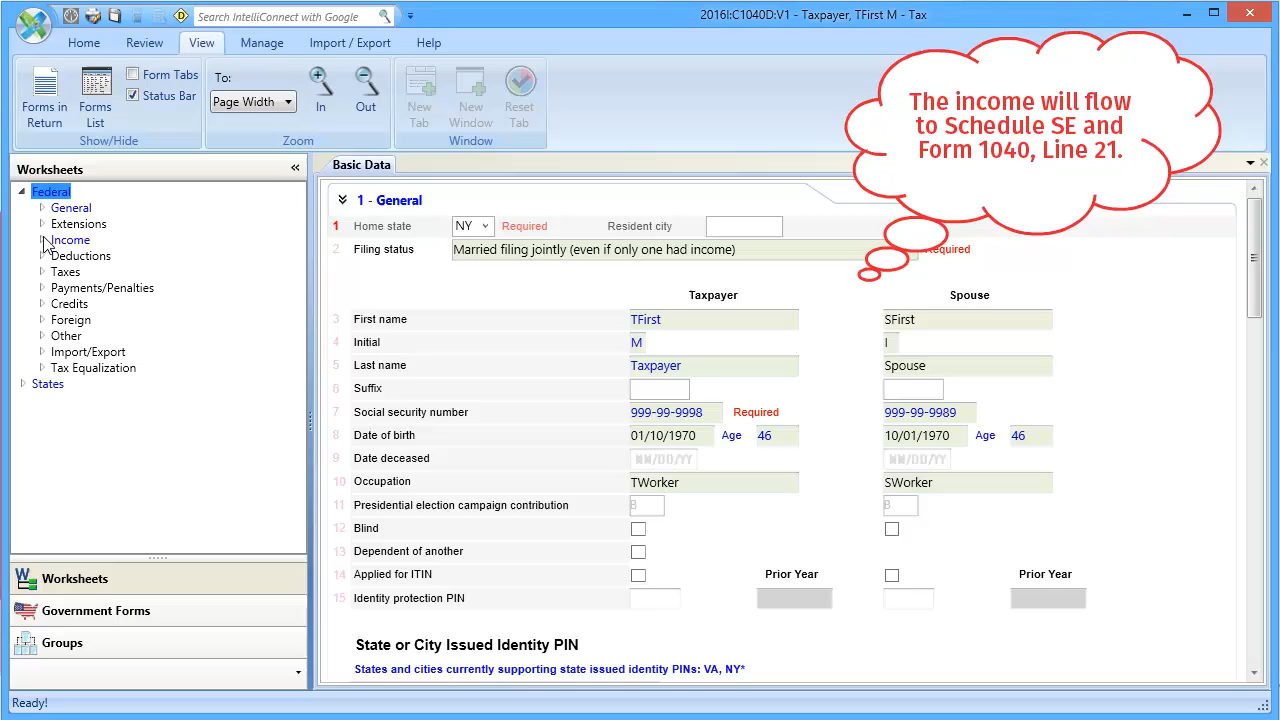 Search IntelliConnect with Google
2016I:C1040D:V1 - Taxpayer, TFirst M - Tax
Home Review View Manage Import / Export Help
Forms in Return
Forms List
Form Tabs
Status Bar
Show/Hide
To:
Page Width
In
Out
Zoom
New Tab
New Window
Reset Tab
Window
The income will flow
to Schedule SE and
Form 1040, Line 21.
Worksheets
Federal
General
Extensions
Income
Deductions
Taxes
Payments/Penalties
Credits
Foreign
Other
Import/Export
Tax Equalization
States
Worksheets
Government Forms
Groups
Basic Data
1 - General
1 Home state NY Required Resident city
2 Filing status Married filing jointly (even if only one had income) Required
Taxpayer Spouse
3 First name TFirst SFirst
4 Initial M I
5 Last name Taxpayer Spouse
6 Suffix
7 Social security number 999-99-9998 Required 999-99-9989
8 Date of birth 01/10/1970 Age 46 10/01/1970 Age 46
9 Date deceased MM/DD/YY MM/DD/YY
10 Occupation TWorker SWorker
11 Presidential election campaign contribution B B
12 Blind
13 Dependent of another
14 Applied for ITIN Prior Year Prior Year
15 Identity protection PIN
State or City Issued Identity PIN
States and cities currently supporting state issued identity PINs: VA, NY*
Ready!